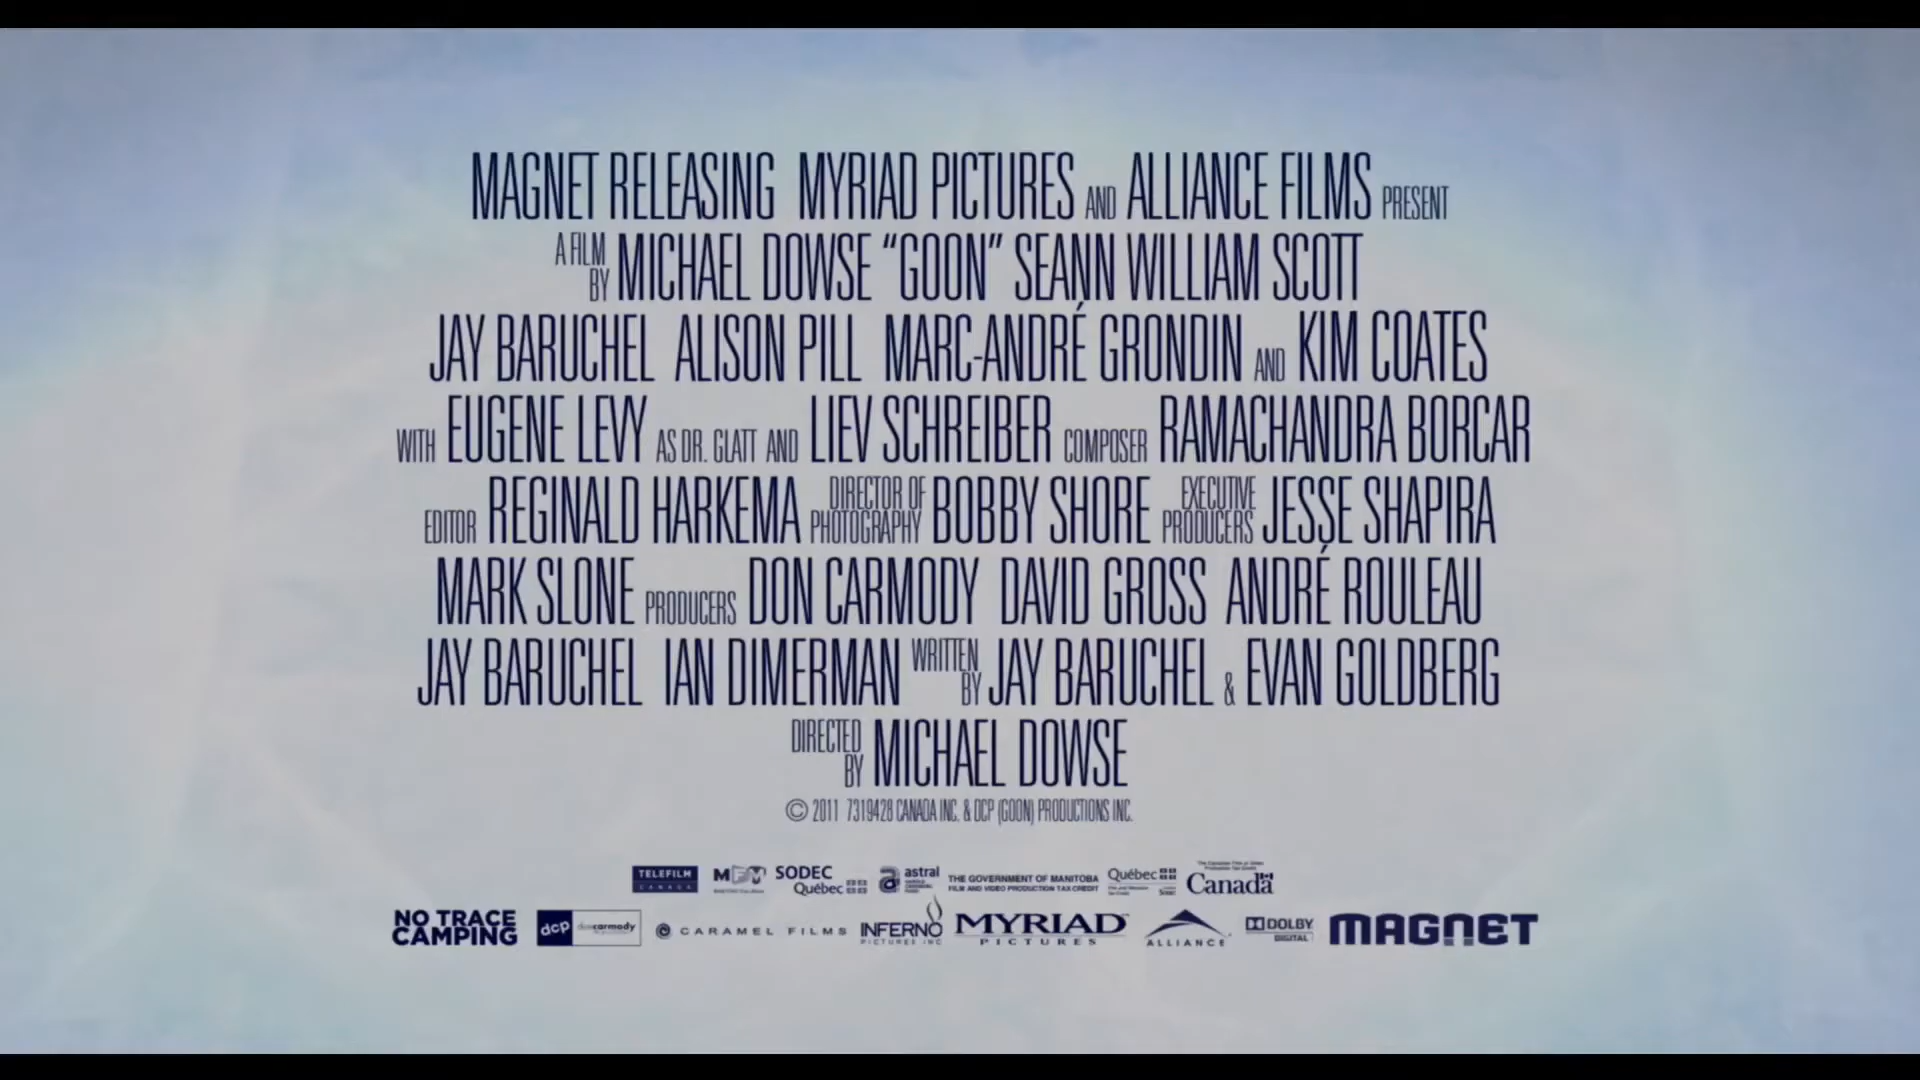 MAGNET RELEASING MYRIAD PICTURES AND ALLIANCE FILMS PRESENT
A FILM BY MICHAEL DOWSE “GOON” SEANN WILLIAM SCOTT
JAY BARUCHEL ALISON PILL MARC-ANDRÉ GRONDIN AND KIM COATES
WITH EUGENE LEVY AS DR. GLATT AND LIEV SCHREIBER COMPOSER RAMACHANDRA BORCAR
EDITOR REGINALD HARKEMA DIRECTOR OF PHOTOGRAPHY BOBBY SHORE EXECUTIVE PRODUCERS JESSE SHAPIRA
MARK SLONE PRODUCERS DON CARMODY DAVID GROSS ANDRÉ ROULEAU
JAY BARUCHEL IAN DIMERMAN WRITTEN BY JAY BARUCHEL & EVAN GOLDBERG
DIRECTED BY MICHAEL DOWSE
© 2011 7319428 CANADA INC. & DCP (GOON) PRODUCTIONS INC.
TELEFILM CANADA MFM SODEC Québec astral THE GOVERNMENT OF MANITOBA FILM AND VIDEO PRODUCTION TAX CREDIT Québec Canada
NO TRACE CAMPING dcp doncarmody CARAMEL FILMS INFERNO PICTURES INC MYRIAD PICTURES ALLIANCE DOLBY DIGITAL MAGNET